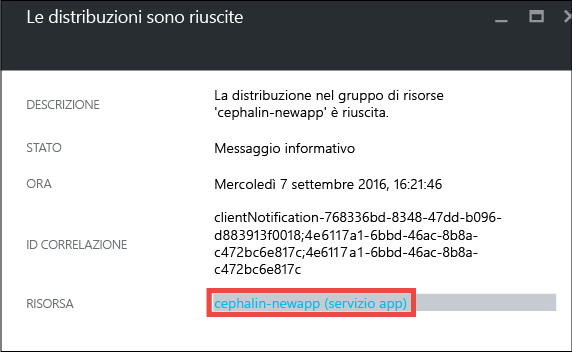 Le distribuzioni sono riuscite
DESCRIZIONE
La distribuzione nel gruppo di risorse
'cephalin-newapp' è riuscita.
STATO
Messaggio informativo
ORA
Mercoledì 7 settembre 2016, 16:21:46
ID CORRELAZIONE
clientNotification-768336bd-8348-47dd-b096-
d883913f0018;4e6117a1-6bbd-46ac-8b8a-
c472bc6e817c;4e6117a1-6bbd-46ac-8b8a-
c472bc6e817c
RISORSA
cephalin-newapp (servizio app)